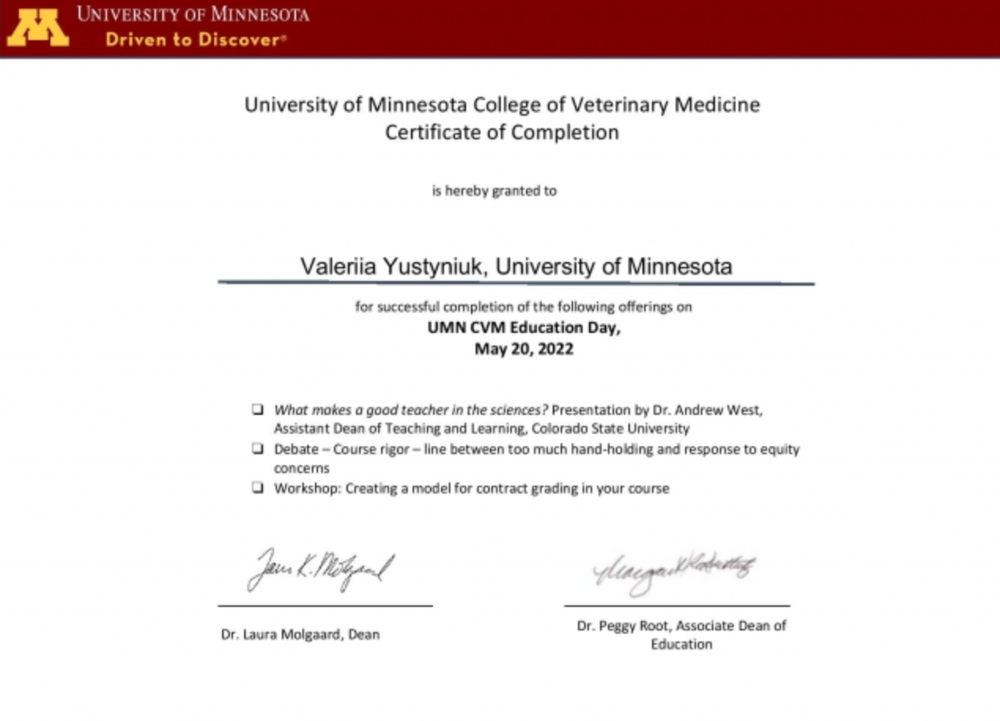 UNIVERSITY OF MINNESOTA
Driven to Discover®
University of Minnesota College of Veterinary Medicine
Certificate of Completion
is hereby granted to
Valeriia Yustyniuk, University of Minnesota
for successful completion of the following offerings on
UMN CVM Education Day,
May 20, 2022
❑ What makes a good teacher in the sciences? Presentation by Dr. Andrew West,
Assistant Dean of Teaching and Learning, Colorado State University
❑ Debate – Course rigor – line between too much hand-holding and response to equity
concerns
❑ Workshop: Creating a model for contract grading in your course
K. Molgaard
Dr. Laura Molgaard, Dean
Dr. Peggy Root, Associate Dean of
Education